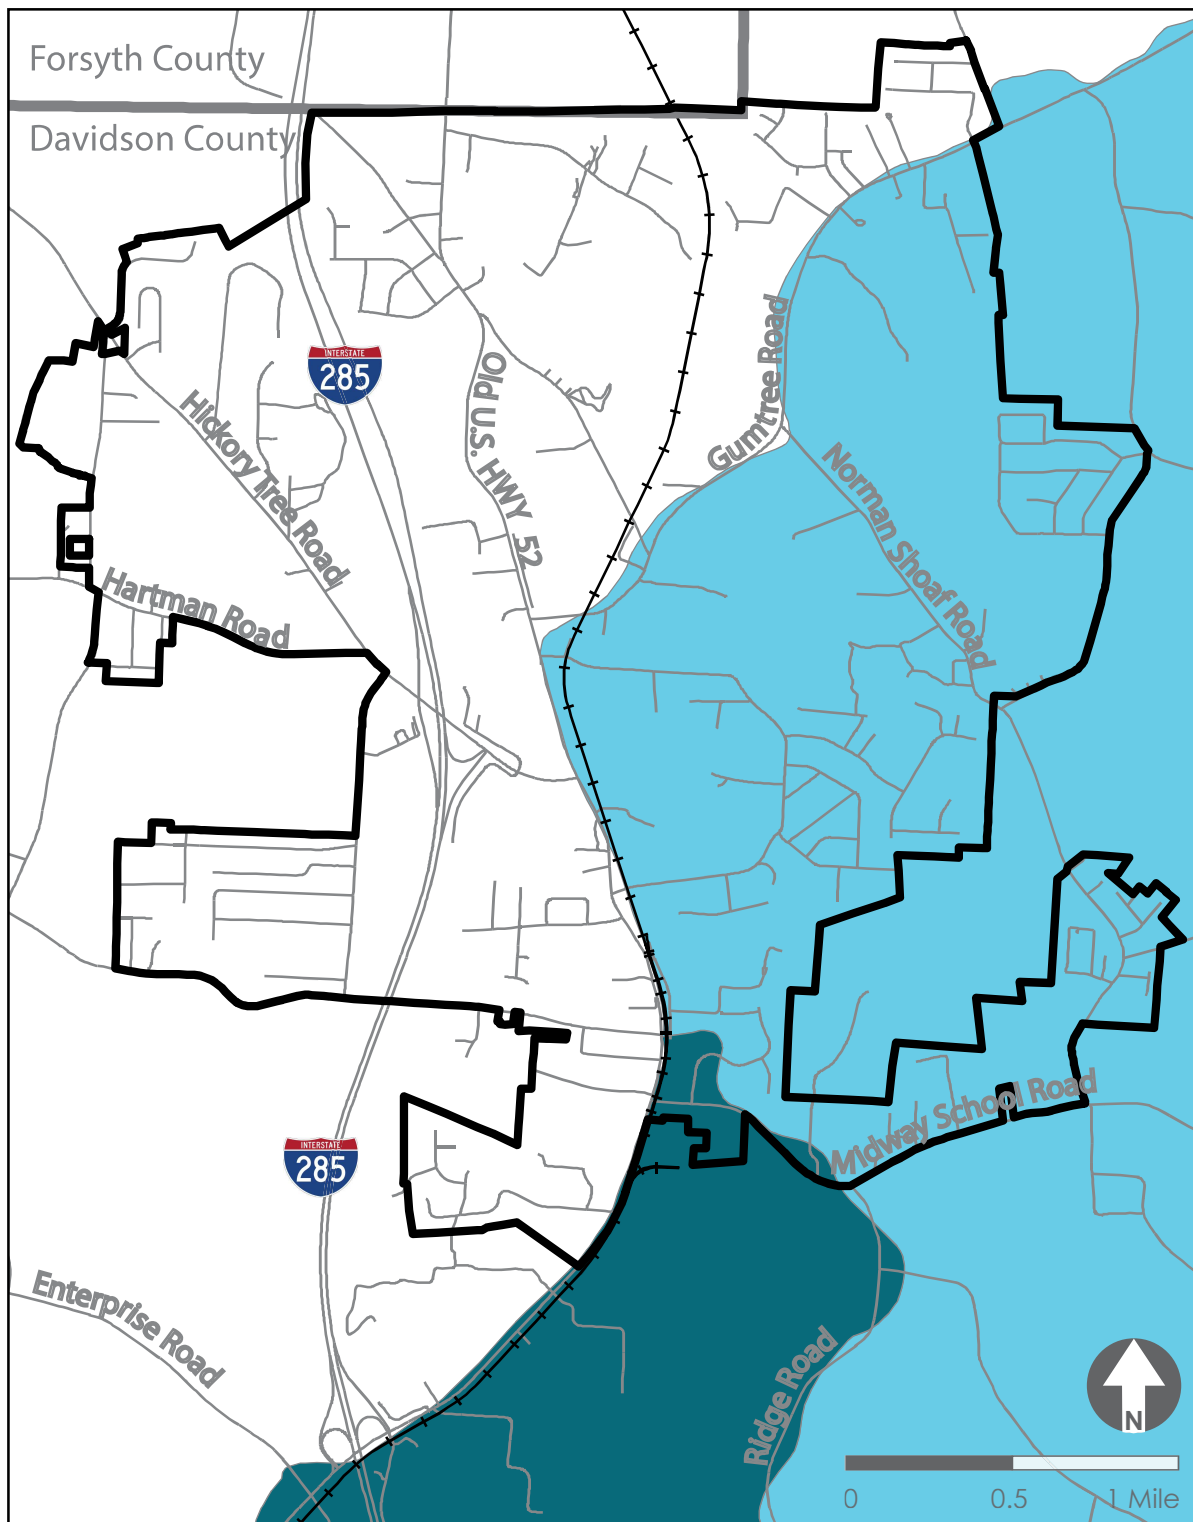 Forsyth County
Davidson County
Gumtree Road
INTERSTATE
285
Old U.S. HWY 52
Hickory Tree Road
Norman Shoaf Road
Hartman Road
Midway School Road
INTERSTATE
285
Enterprise Road
Ridge Road
N
0 0.5 1 Mile